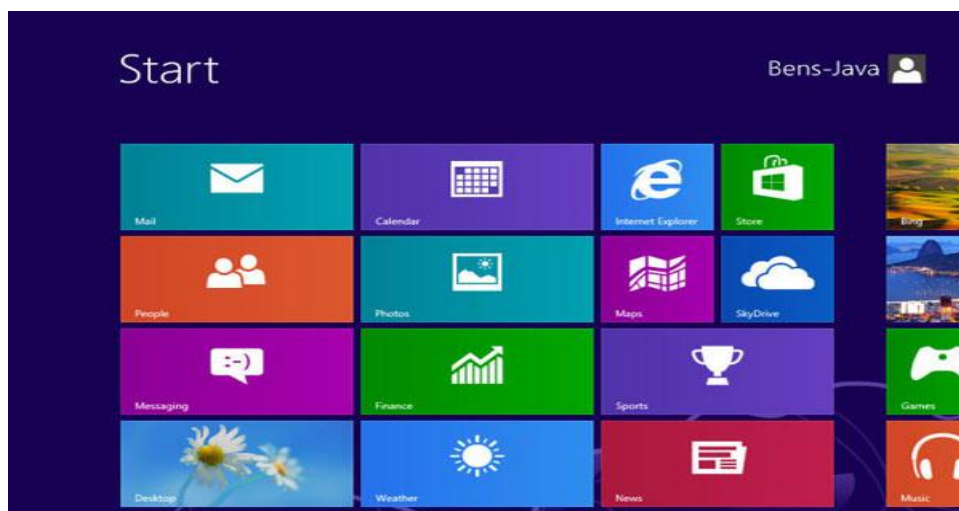 Start
Bens-Java
Mail
Calendar
Internet Explorer
Store
Bing
People
Photos
Maps
SkyDrive
Messaging
:-)
Finance
Sports
Games
Desktop
Weather
News
Music